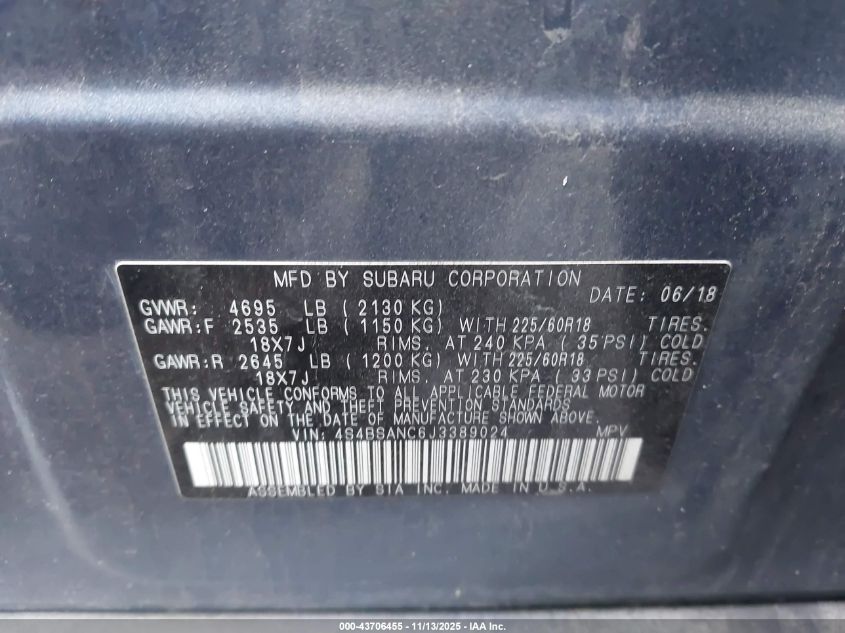 MFD BY SUBARU CORPORATION
DATE: 06/18
GVWR: 4695 LB (2130 KG)
GAWR:F 2535 LB (1150 KG) WITH 225/60R18 TIRES.
18X7J RIMS. AT 240 KPA (35 PSI) COLD
GAWR:R 2645 LB (1200 KG) WITH 225/60R18 TIRES.
18X7J RIMS. AT 230 KPA (33 PSI) COLD
THIS VEHICLE CONFORMS TO ALL APPLICABLE FEDERAL MOTOR
VEHICLE SAFETY AND THEFT PREVENTION STANDARDS
IN EFFECT ON THE DATE OF MANUFACTURE SHOWN ABOVE.
VIN: 4S4BSANC6J3389024 MPV
ASSEMBLED BY SIA INC. MADE IN U.S.A.
000-43706455 - 11/13/2025 - IAA Inc.